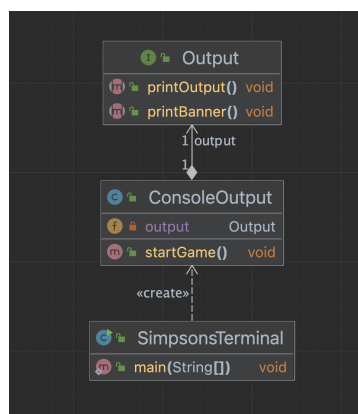 I Output
m printOutput() void
m printBanner() void
1 output
1
C ConsoleOutput
f output Output
m startGame() void
«create»
C SimpsonsTerminal
m main(String[]) void